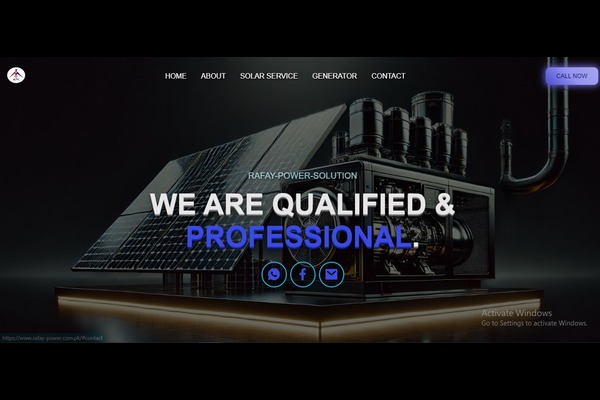 HOME ABOUT SOLAR SERVICE GENERATOR CONTACT CALL NOW
RAFAY-POWER-SOLUTION
WE ARE QUALIFIED &
PROFESSIONAL.
Activate Windows
Go to Settings to activate Windows.
https://www.rafay-power.com.pk/#contact